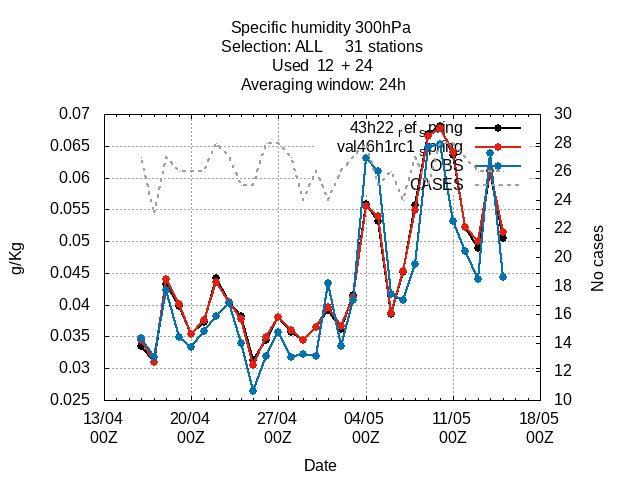 Specific humidity 300hPa
Selection: ALL 31 stations
Used 12 + 24
Averaging window: 24h
0.07
0.065
0.06
0.055
0.05
0.045
0.04
0.035
0.03
0.025
g/Kg
43h22_ref_spring
val46h1rc1_spring
OBS
CASES
30
28
26
24
22
20
18
16
14
12
10
No cases
13/04 20/04 27/04 04/05 11/05 18/05
00Z 00Z 00Z 00Z 00Z 00Z
Date